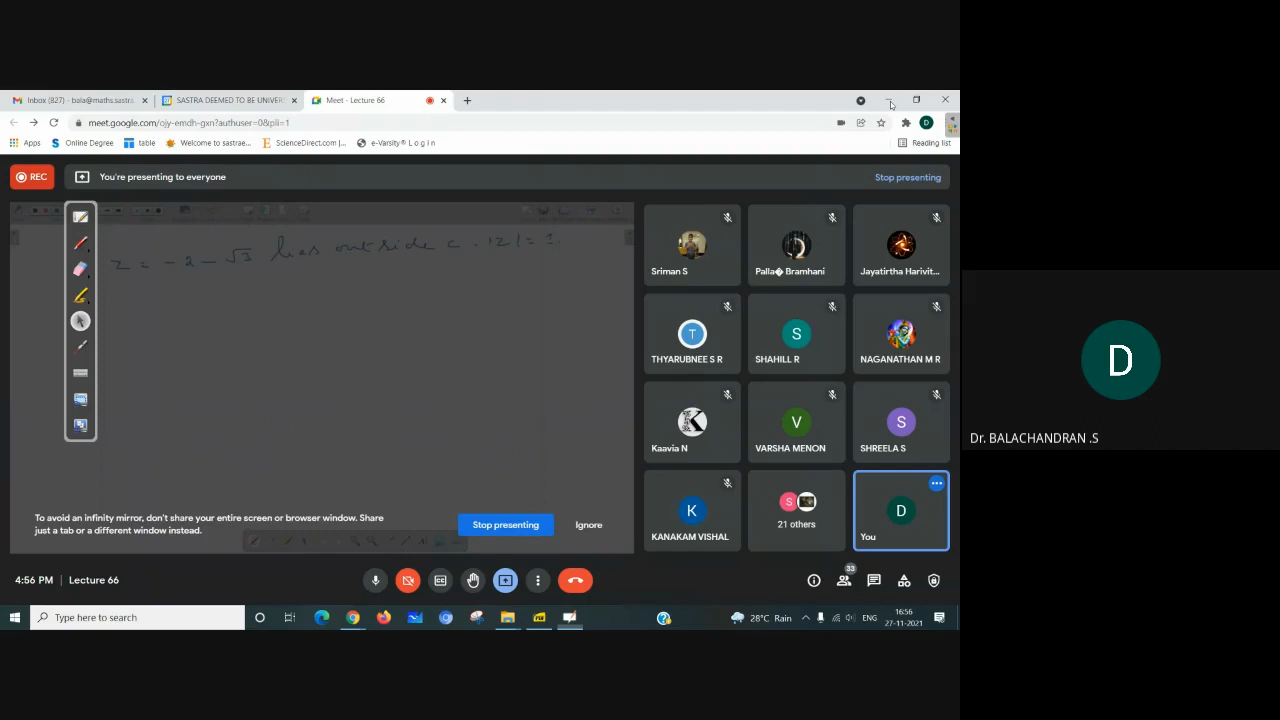 Inbox (827) - bala@maths.sastra
SASTRA DEEMED TO BE UNIVER
Meet - Lecture 66
meet.google.com/ojy-emdh-gxn?authuser=0&pli=1
Apps
Online Degree
table
Welcome to sastrae...
ScienceDirect.com |...
e-Varsity® L o g i n
Reading list
REC
You're presenting to everyone
Stop presenting
z = -2 - √3 lies outside c . |z| = 1.
Sriman S
Palla� Bramhani
Jayatirtha Harivit...
T
THYARUBNEE S R
S
SHAHILL R
NAGANATHAN M R
Kaavia N
V
VARSHA MENON
S
SHREELA S
K
KANAKAM VISHAL
S
21 others
D
You
To avoid an infinity mirror, don't share your entire screen or browser window. Share
just a tab or a different window instead.
Stop presenting
Ignore
4:56 PM | Lecture 66
33
Type here to search
28°C Rain
ENG
16:56
27-11-2021
D
Dr. BALACHANDRAN .S